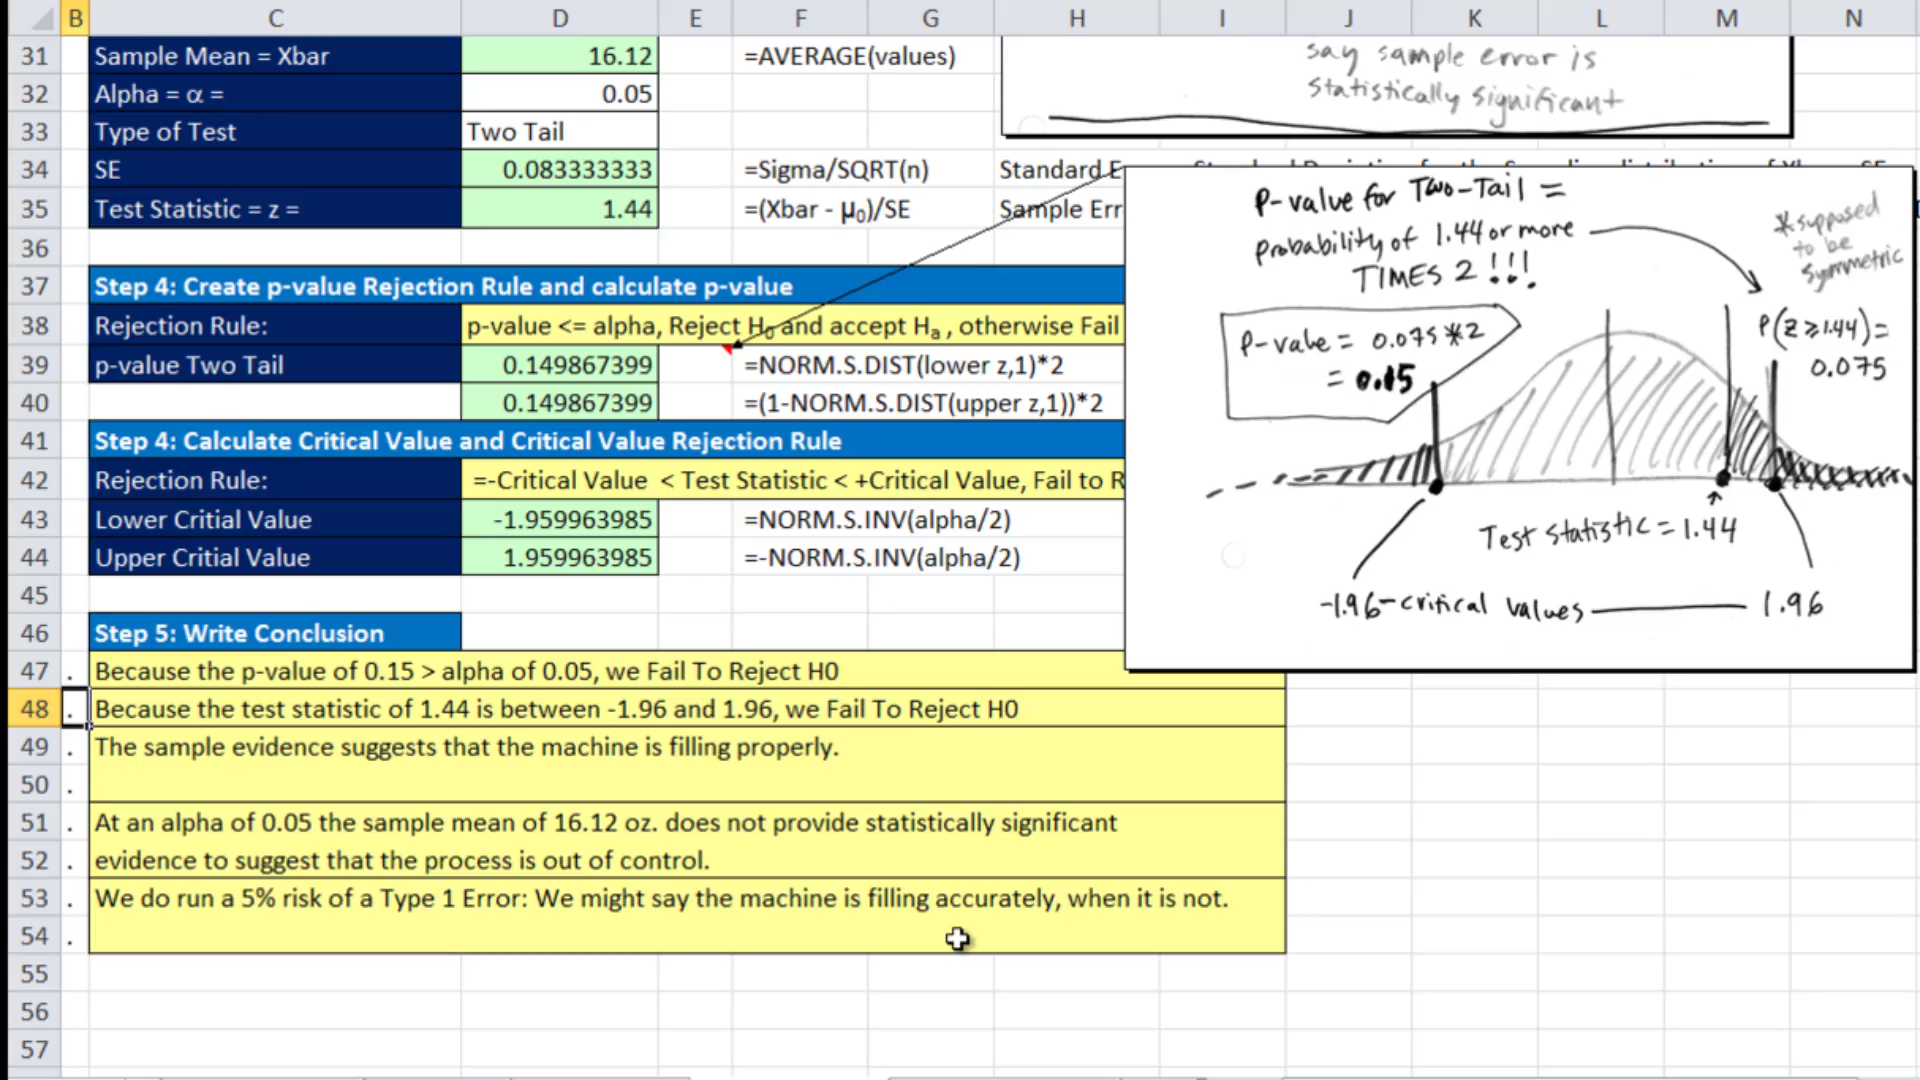 B C D E F G H I J K L M N
31 Sample Mean = Xbar 16.12 =AVERAGE(values)
32 Alpha = α = 0.05
33 Type of Test Two Tail
34 SE 0.083333333 =Sigma/SQRT(n) Standard E
35 Test Statistic = z = 1.44 =(Xbar - µ0)/SE Sample Err
36
37 Step 4: Create p-value Rejection Rule and calculate p-value
38 Rejection Rule: p-value <= alpha, Reject H0 and accept Ha , otherwise Fail
39 p-value Two Tail 0.149867399 =NORM.S.DIST(lower z,1)*2
40 0.149867399 =(1-NORM.S.DIST(upper z,1))*2
41 Step 4: Calculate Critical Value and Critical Value Rejection Rule
42 Rejection Rule: =-Critical Value < Test Statistic < +Critical Value, Fail to R
43 Lower Critial Value -1.959963985 =NORM.S.INV(alpha/2)
44 Upper Critial Value 1.959963985 =-NORM.S.INV(alpha/2)
45
46 Step 5: Write Conclusion
47 . Because the p-value of 0.15 > alpha of 0.05, we Fail To Reject H0
48 . Because the test statistic of 1.44 is between -1.96 and 1.96, we Fail To Reject H0
49 . The sample evidence suggests that the machine is filling properly.
50 .
51 . At an alpha of 0.05 the sample mean of 16.12 oz. does not provide statistically significant
52 . evidence to suggest that the process is out of control.
53 . We do run a 5% risk of a Type 1 Error: We might say the machine is filling accurately, when it is not.
54 .
55
56
57
say sample error is
statistically significant
P-value for Two-Tail =
probability of 1.44 or more
TIMES 2 !!!
*supposed
to be
symmetric
P-value = 0.075*2
= 0.15
P(Z≥1.44)=
0.075
Test statistic = 1.44
-1.96-critical values 1.96